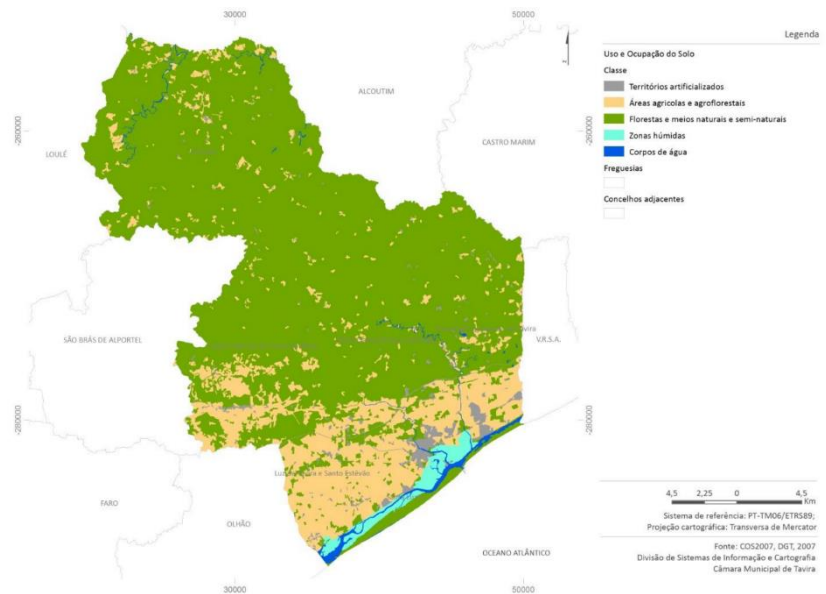 30000
50000
-260000
-260000
-280000
-280000
30000
50000
ALCOUTIM
CASTRO MARIM
LOULÉ
SÃO BRÁS DE ALPORTEL
V.R.S.A.
FARO
OLHÃO
OCEANO ATLÂNTICO
Santo Estêvão
Legenda
Uso e Ocupação do Solo
Classe
Territórios artificializados
Áreas agrícolas e agroflorestais
Florestas e meios naturais e semi-naturais
Zonas húmidas
Corpos de água
Freguesias
Concelhos adjacentes
4,5 2,25 0 4,5
Km
Sistema de referência: PT-TM06/ETRS89;
Projeção cartográfica: Transversa de Mercator
Fonte: COS2007, DGT, 2007
Divisão de Sistemas de Informação e Cartografia
Câmara Municipal de Tavira